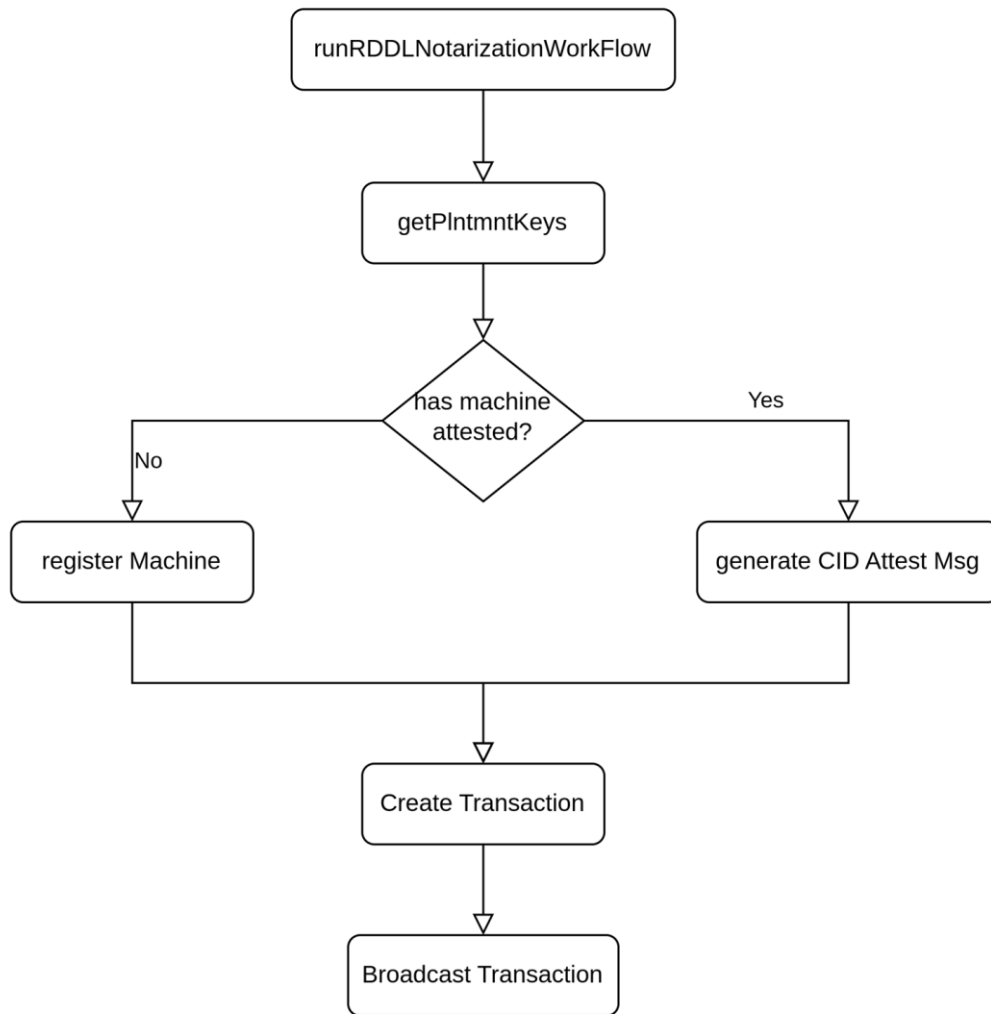 runRDDLNotarizationWorkFlow
getPlntmntKeys
has machine
attested?
Yes
No
register Machine
generate CID Attest Msg
Create Transaction
Broadcast Transaction